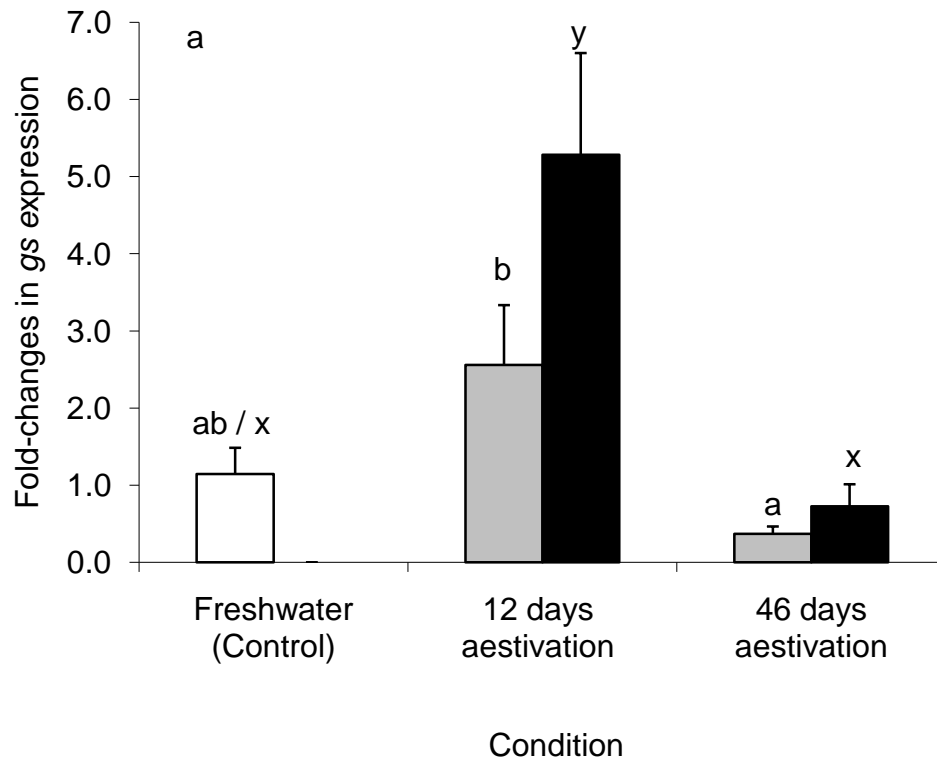 Fold-changes in gs expression
7.0
6.0
5.0
4.0
3.0
2.0
1.0
0.0
a
ab / x
b
y
a
x
Freshwater
(Control)
12 days
aestivation
46 days
aestivation
Condition